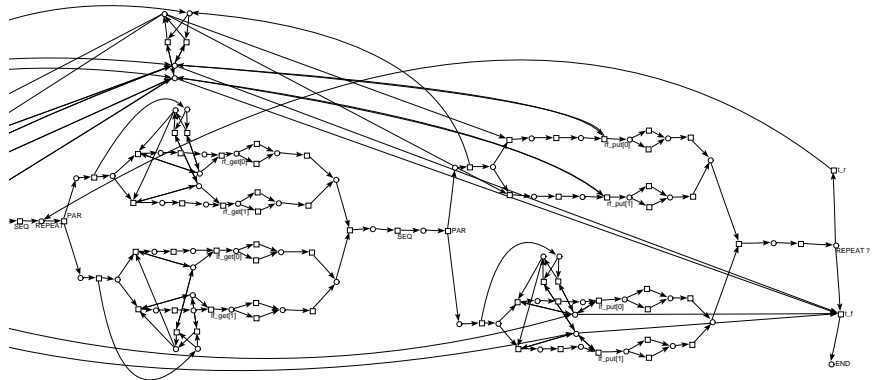 rf_put[0]
rf_get[0]
t_r
rf_put[1]
rf_get[1]
PAR
SEQ
REPEAT
SEQ
PAR
REPEAT ?
lf_get[0]
lf_put[0]
t_f
lf_get[1]
lf_put[1]
END